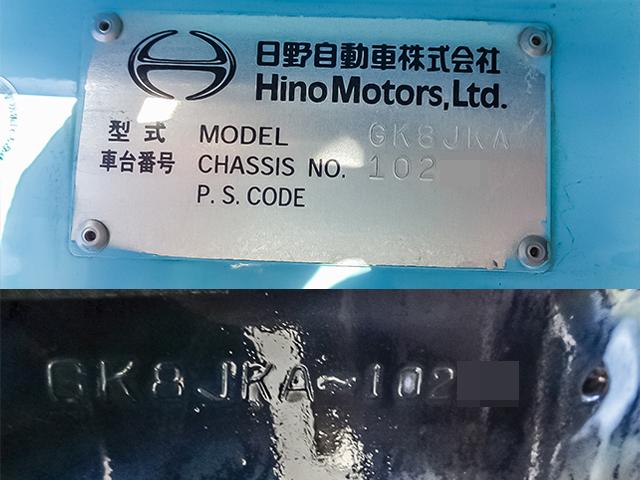 日野自動車株式会社
Hino Motors, Ltd.
型式 MODEL GK8JKA
車台番号 CHASSIS NO. 102
P.S. CODE
GK8JKA-102